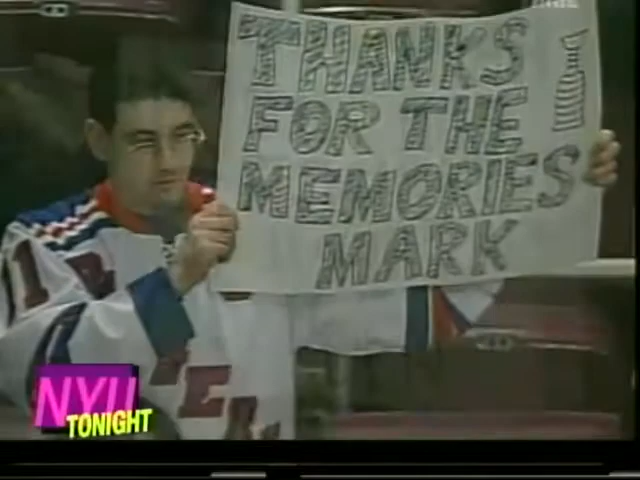 THANKS
FOR THE
MEMORIES
MARK
NYU
TONIGHT